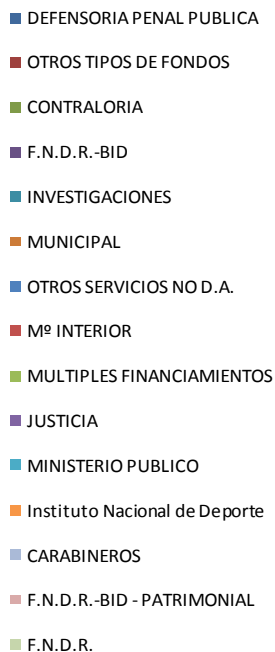 DEFENSORIA PENAL PUBLICA
OTROS TIPOS DE FONDOS
CONTRALORIA
F.N.D.R.-BID
INVESTIGACIONES
MUNICIPAL
OTROS SERVICIOS NO D.A.
Mº INTERIOR
MULTIPLES FINANCIAMIENTOS
JUSTICIA
MINISTERIO PUBLICO
Instituto Nacional de Deporte
CARABINEROS
F.N.D.R.-BID - PATRIMONIAL
F.N.D.R.